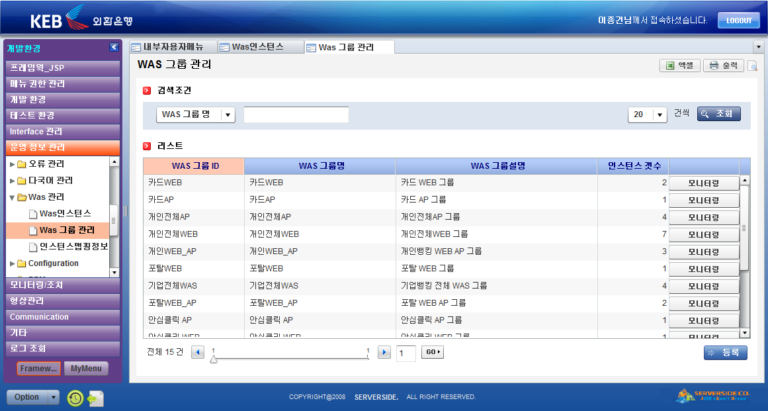 KEB 외환은행
이종건님께서 접속하셨습니다.
LOGOUT
개발환경
내부자용자메뉴
Was인스턴스
Was 그룹 관리
프레임웍_JSP
메뉴 권한 관리
개발 환경
테스트 환경
Interface 관리
운영 정보 관리
오류 관리
다국어 관리
Was 관리
Was인스턴스
Was 그룹 관리
인스턴스맵핑정보
Configuration
모니터링/조치
형상관리
Communication
기타
로그 조회
Framew...
MyMenu
WAS 그룹 관리
엑셀
출력
검색조건
WAS 그룹 명
20
건씩
조회
리스트
WAS 그룹 ID WAS 그룹명 WAS 그룹설명 인스턴스 갯수
카드WEB 카드WEB 카드 WEB 그룹 2 모니터링
카드AP 카드AP 카드 AP 그룹 1 모니터링
개인전체AP 개인전체AP 개인전체AP 그룹 4 모니터링
개인전체WEB 개인전체WEB 개인전체WEB 그룹 7 모니터링
개인WEB_AP 개인WEB_AP 개인뱅킹 WEB AP 그룹 3 모니터링
포탈WEB 포탈WEB 포탈 WEB 그룹 1 모니터링
기업전체WAS 기업전체WAS 기업뱅킹 전체 WAS 그룹 4 모니터링
포탈WEB_AP 포탈WEB_AP 포탈 WEB AP 그룹 2 모니터링
안심클릭 AP 안심클릭 AP 안심클릭 AP 그룹 1 모니터링
안심클릭 WEB 안심클릭 WEB 안심클릭 WEB 그룹 1 모니터링
전체 15 건
1
1
1
GO
등록
Option
COPYRIGHT@2008 SERVERSIDE. ALL RIGHT RESERVED.
SERVERSIDE.CO.